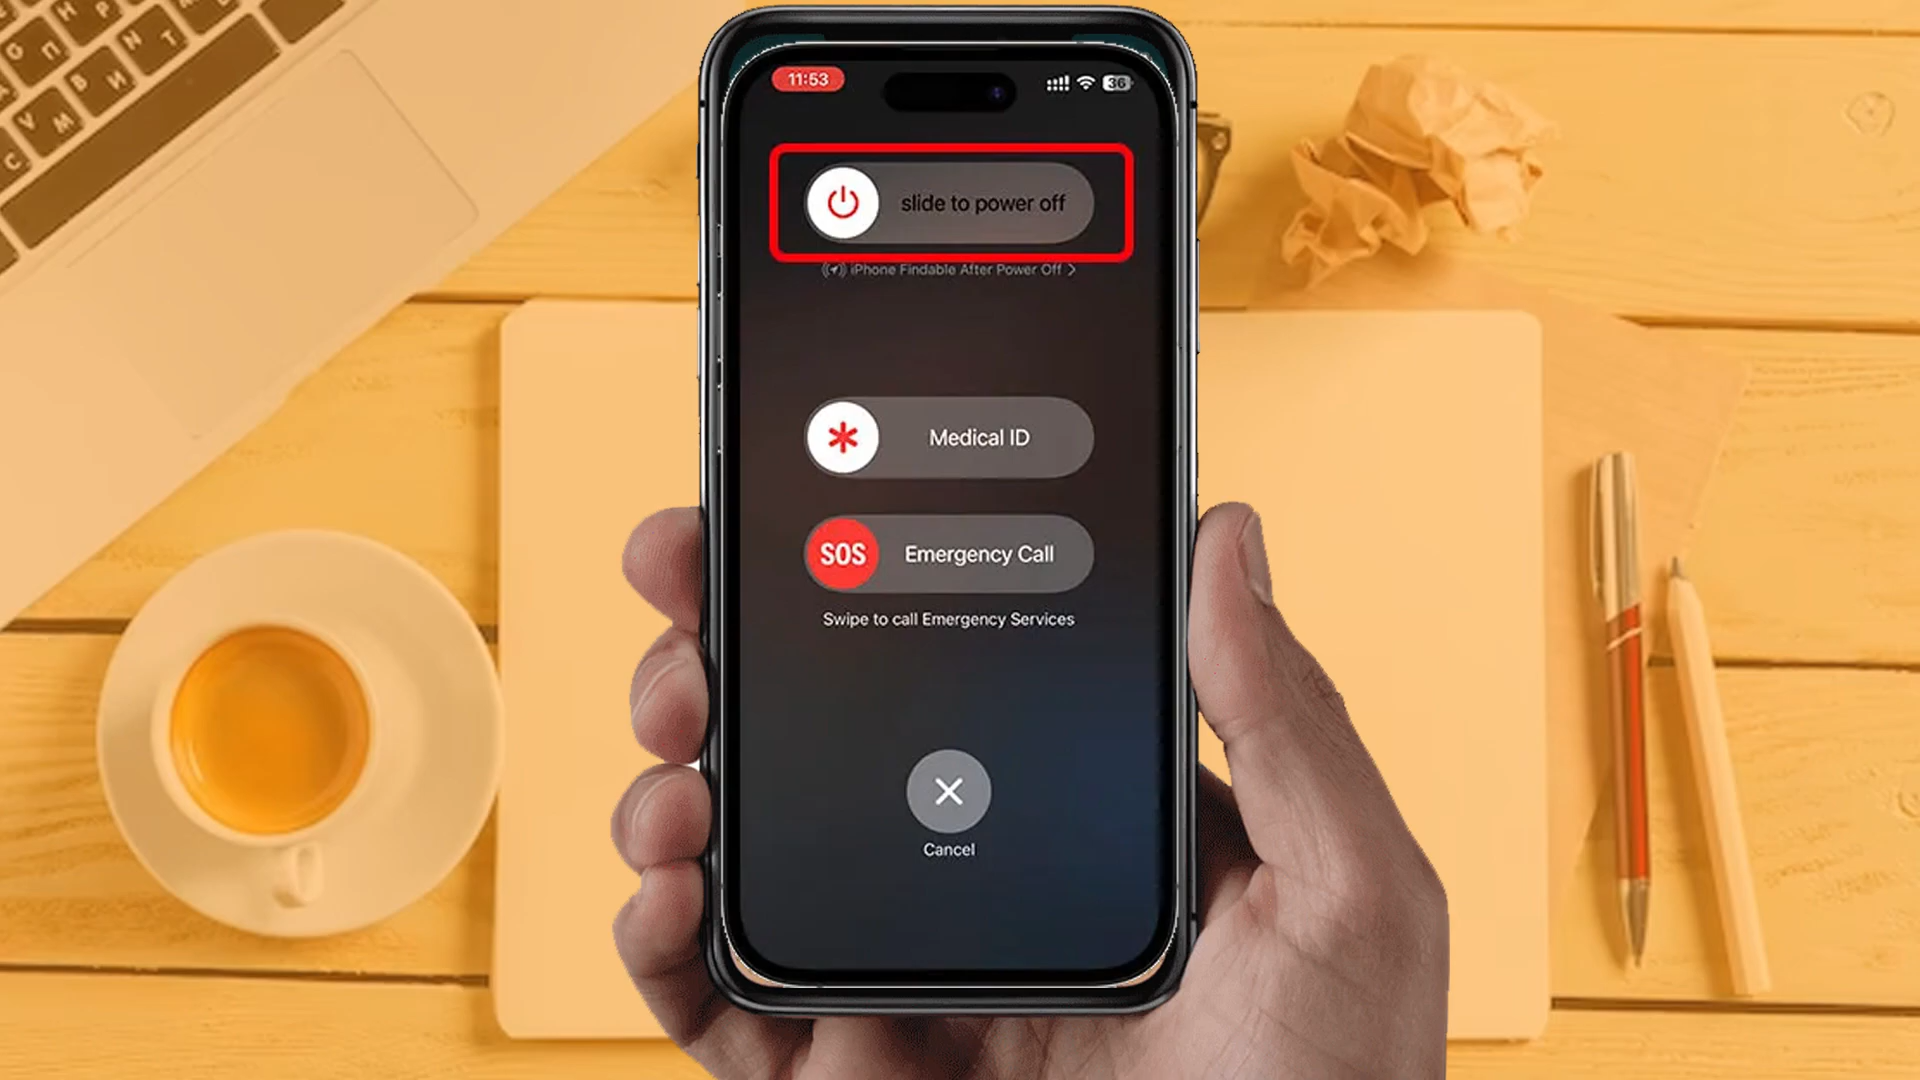 11:53
36
slide to power off
iPhone Findable After Power Off
Medical ID
SOS
Emergency Call
Swipe to call Emergency Services
Cancel